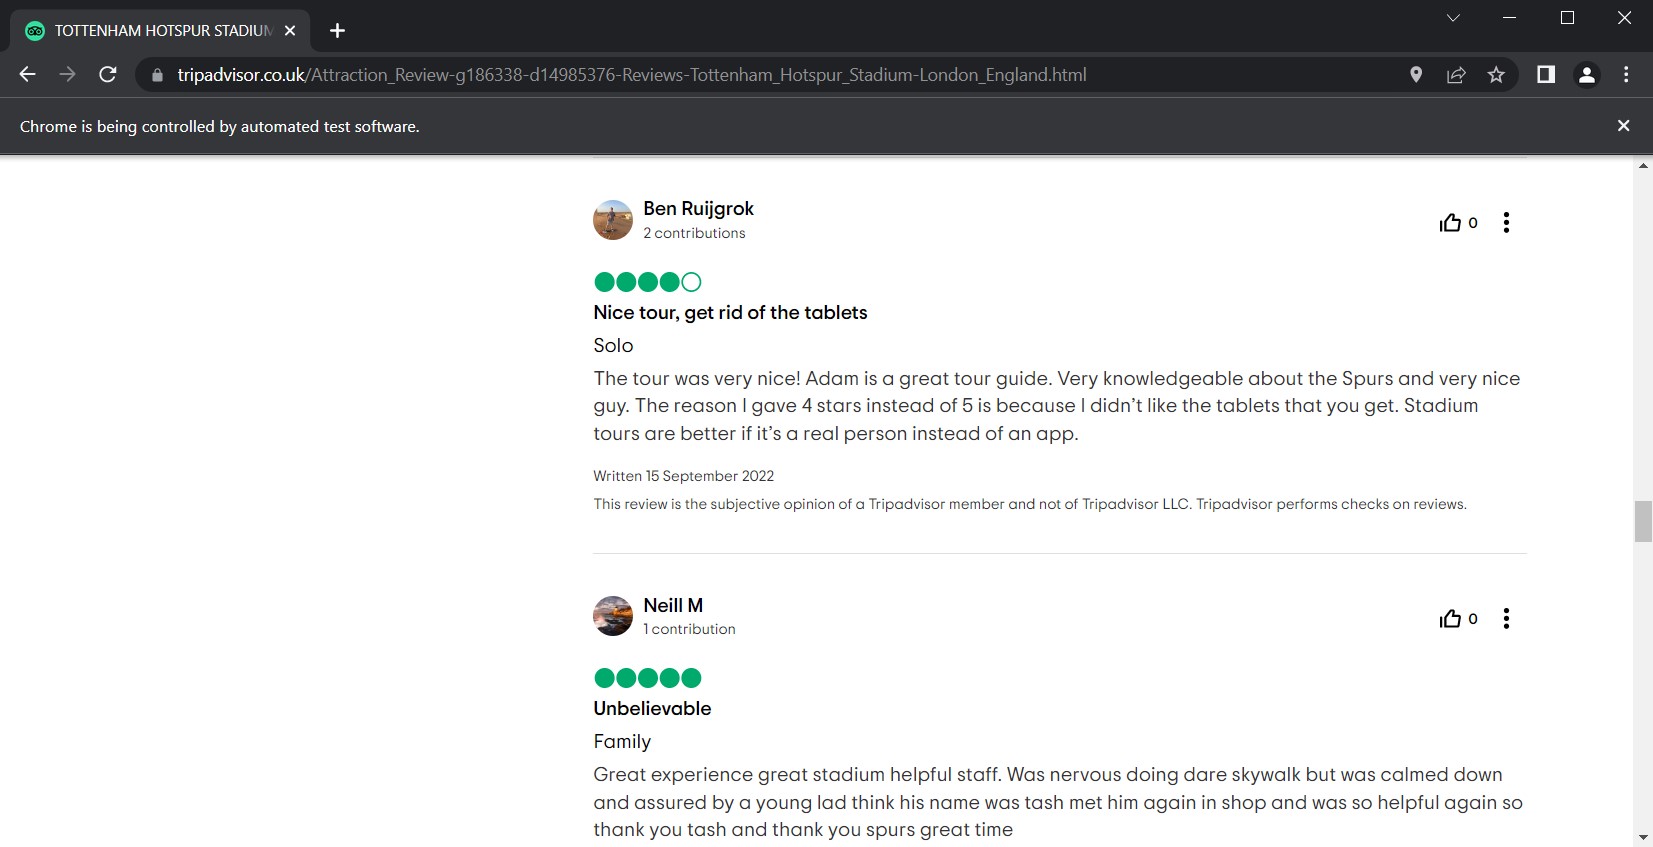 TOTTENHAM HOTSPUR STADIUM
tripadvisor.co.uk/Attraction_Review-g186338-d14985376-Reviews-Tottenham_Hotspur_Stadium-London_England.html
Chrome is being controlled by automated test software.
Ben Ruijgrok
2 contributions
0
Nice tour, get rid of the tablets
Solo
The tour was very nice! Adam is a great tour guide. Very knowledgeable about the Spurs and very nice
guy. The reason I gave 4 stars instead of 5 is because I didn’t like the tablets that you get. Stadium
tours are better if it’s a real person instead of an app.
Written 15 September 2022
This review is the subjective opinion of a Tripadvisor member and not of Tripadvisor LLC. Tripadvisor performs checks on reviews.
Neill M
1 contribution
0
Unbelievable
Family
Great experience great stadium helpful staff. Was nervous doing dare skywalk but was calmed down
and assured by a young lad think his name was tash met him again in shop and was so helpful again so
thank you tash and thank you spurs great time